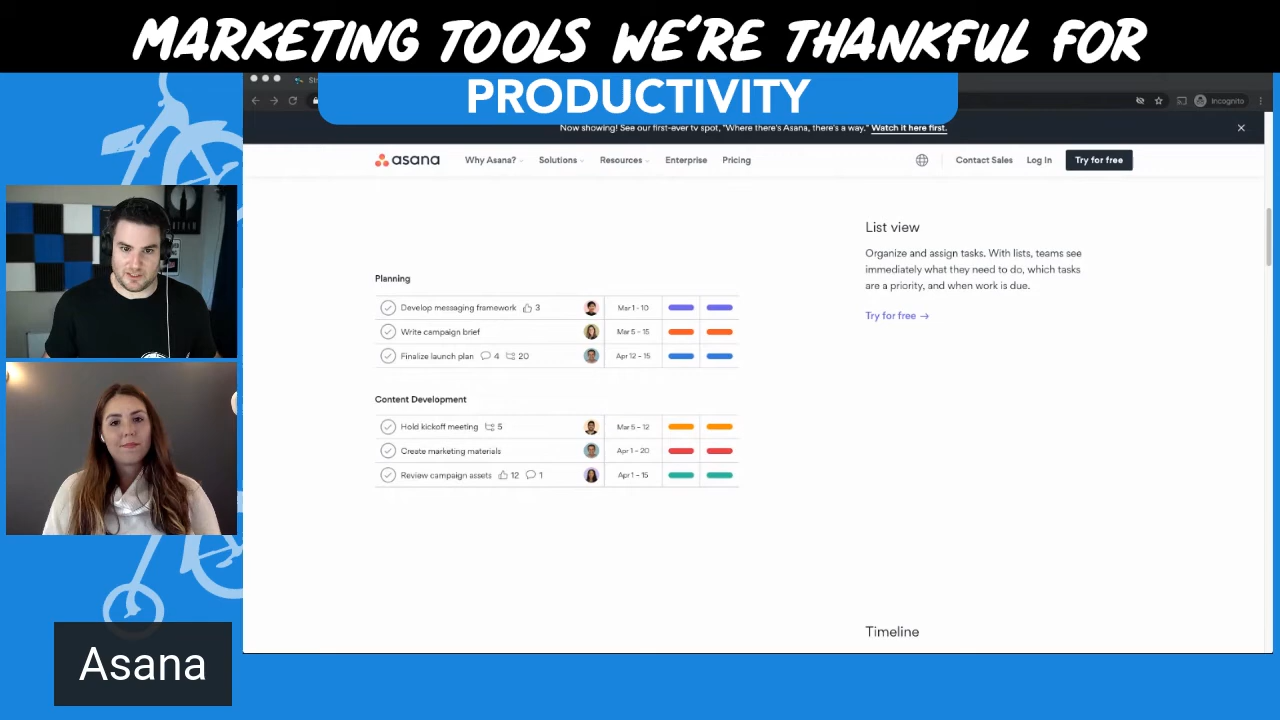 MARKETING TOOLS WE'RE THANKFUL FOR
PRODUCTIVITY
Incognito
Now showing! See our first-ever tv spot, "Where there's Asana, there's a way." Watch it here first.
asana Why Asana? Solutions Resources Enterprise Pricing Contact Sales Log In Try for free
List view
Organize and assign tasks. With lists, teams see
immediately what they need to do, which tasks
are a priority, and when work is due.
Try for free →
Planning
Develop messaging framework 3 Mar 1 - 10
Write campaign brief Mar 5 - 15
Finalize launch plan 4 20 Apr 12 - 15
Content Development
Hold kickoff meeting 5 Mar 5 - 12
Create marketing materials Apr 1 - 20
Review campaign assets 12 1 Apr 1 - 15
Timeline
Asana